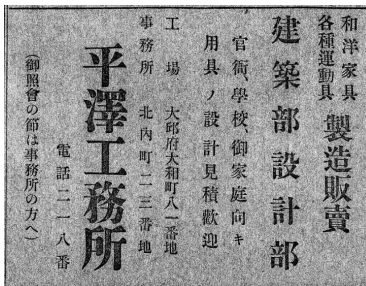 和洋家具
各種運動具
製造販賣
建築部設計部
官衙、學校、御家庭向キ
用具ノ設計見積歡迎
工場 大邱府大和町八一番地
事務所 北內町二三番地
平澤工務所
電話二一八番
(御照會の節は事務所の方へ)